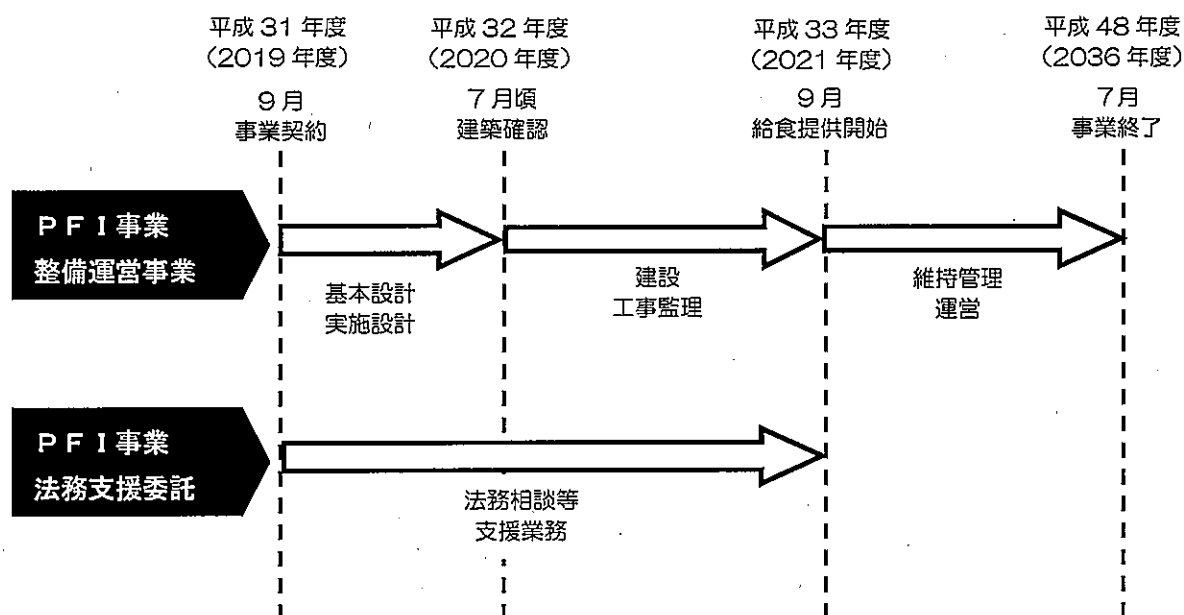 平成 31 年度
（2019 年度）
9 月
事業契約
平成 32 年度
（2020 年度）
7 月頃
建築確認
平成 33 年度
（2021 年度）
9 月
給食提供開始
平成 48 年度
（2036 年度）
7 月
事業終了
ＰＦＩ事業
整備運営事業
基本設計
実施設計
建設
工事監理
維持管理
運営
ＰＦＩ事業
法務支援委託
法務相談等
支援業務